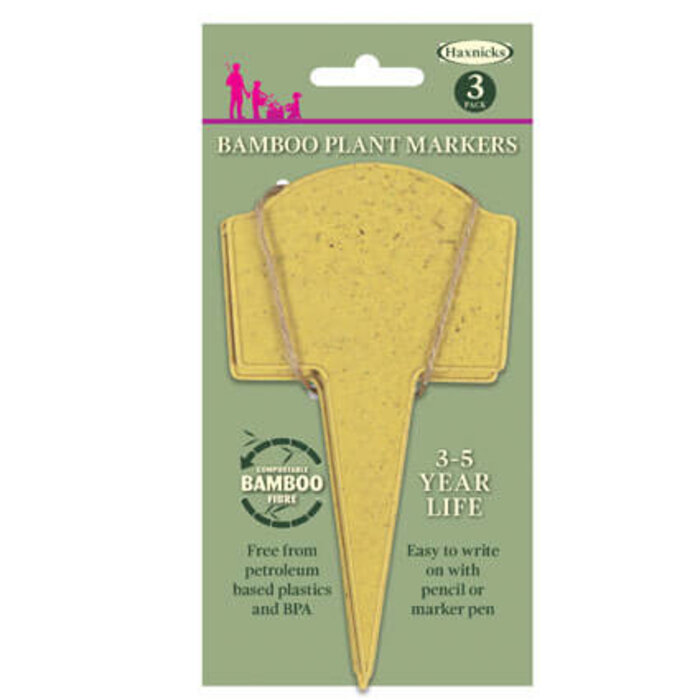 Haxnicks
3
PACK
BAMBOO PLANT MARKERS
COMPOSTABLE
BAMBOO
FIBRE
3-5
YEAR
LIFE
Free from
petroleum
based plastics
and BPA
Easy to write
on with
pencil or
marker pen